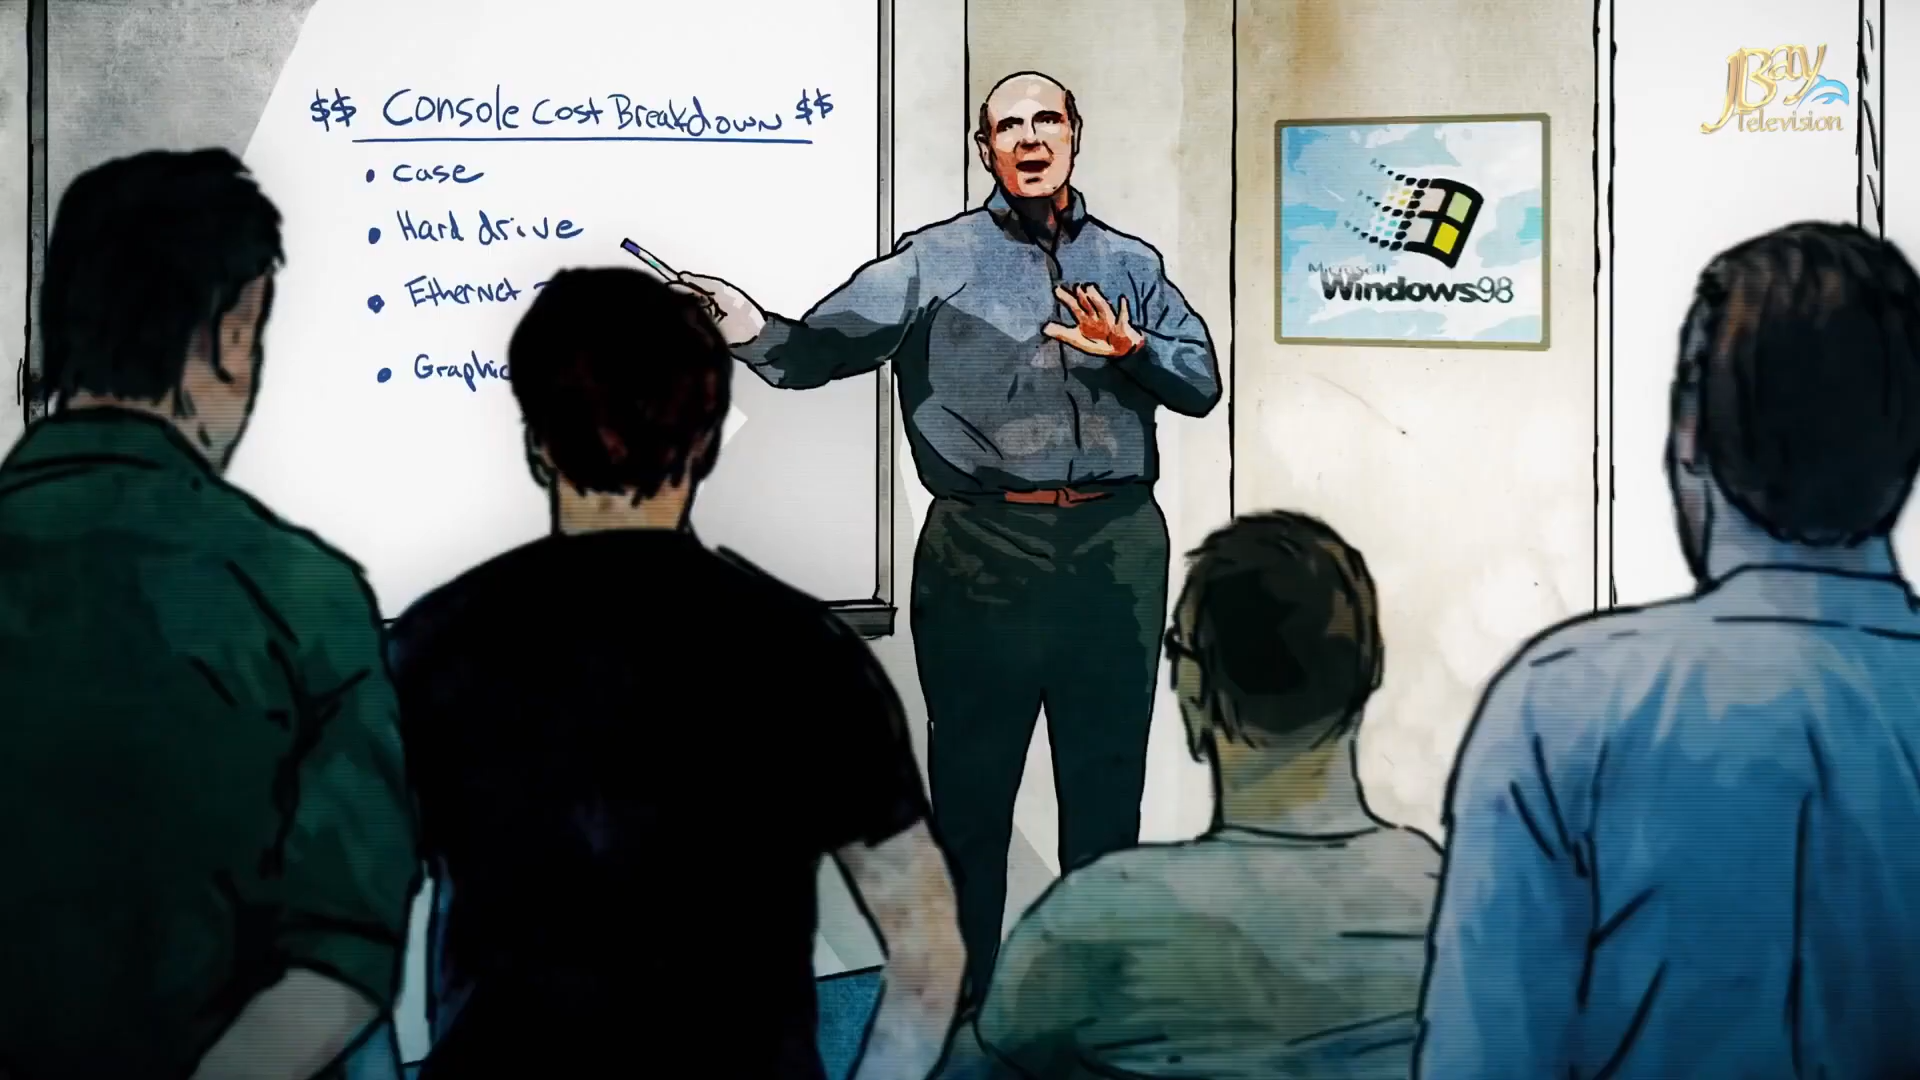 $$ Console Cost Breakdown $$
• case
• Hard drive
• Ethernet
• Graphic
Microsoft
Windows98
JBay
Television